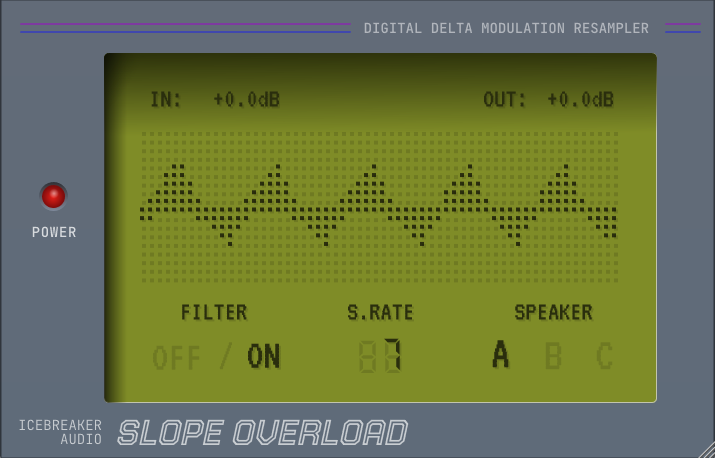 DIGITAL DELTA MODULATION RESAMPLER
IN: +0.0dB OUT: +0.0dB
POWER
FILTER S.RATE SPEAKER
OFF / ON 7 A B C
ICEBREAKER
AUDIO
SLOPE OVERLOAD